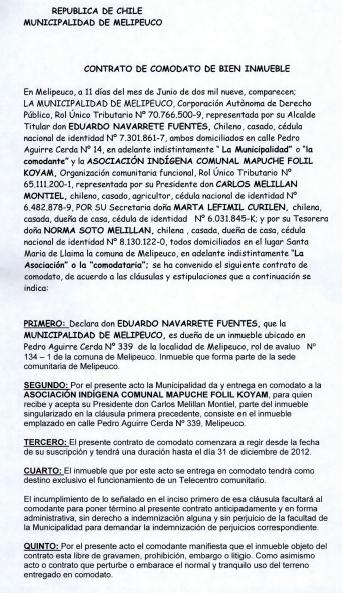 REPUBLICA DE CHILE
MUNICIPALIDAD DE MELIPEUCO
CONTRATO DE COMODATO DE BIEN INMUEBLE
En Melipeuco, a 11 días del mes de Junio de dos mil nueve, comparecen;
LA MUNICIPALIDAD DE MELIPEUCO, Corporación Autónoma de Derecho
Público, Rol Único Tributario Nº 70.766.500-9, representada por su Alcalde
Titular don EDUARDO NAVARRETE FUENTES, Chileno, casado, cédula
nacional de identidad Nº 7.301.861-7, ambos domiciliados en calle Pedro
Aguirre Cerda Nº 14, en adelante indistintamente " La Municipalidad" o "la
comodante" y la ASOCIACIÓN INDÍGENA COMUNAL MAPUCHE FOLIL
KOYAM, Organización comunitaria funcional, Rol Único Tributario Nº
65.111.200-1, representada por su Presidente don CARLOS MELILLAN
MONTIEL, chileno, casado, agricultor, cédula nacional de identidad Nº
6.482.878-9, POR SU Secretaria doña MARTA LEFIMIL CURILEN, chilena,
casada, dueña de casa, cédula de identidad Nº 6.031.845-K; y por su Tesorera
doña NORMA SOTO MELILLAN, chilena , casada, dueña de casa, cédula
nacional de identidad Nº 8.130.122-0, todos domiciliados en el lugar Santa
Maria de Llaima la comuna de Melipeuco, en adelante indistintamente "La
Asociación" o la "comodataria"; se ha convenido el siguiente contrato de
comodato, de acuerdo a las cláusulas y estipulaciones que a continuación se
indica:
PRIMERO: Declara don EDUARDO NAVARRETE FUENTES, que la
MUNICIPALIDAD DE MELIPEUCO, es dueña de un inmueble ubicado en
Pedro Aguirre Cerda Nº 339 de la localidad de Melipeuco, rol de avaluo Nº
134 – 1 de la comuna de Melipeuco. Inmueble que forma parte de la sede
comunitaria de Melipeuco.
SEGUNDO: Por el presente acto la Municipalidad da y entrega en comodato a la
ASOCIACIÓN INDÍGENA COMUNAL MAPUCHE FOLIL KOYAM, para quien
recibe y acepta su Presidente don Carlos Melillan Montiel, parte del inmueble
singularizado en la cláusula primera precedente, consiste en el inmueble
emplazado en calle Pedro Aguirre Cerda Nº 339, Melipeuco.
TERCERO: El presente contrato de comodato comenzara a regir desde la fecha
de su suscripción y tendrá una duración hasta el día 31 de diciembre de 2012.
CUARTO: El inmueble que por este acto se entrega en comodato tendrá como
destino exclusivo el funcionamiento de un Telecentro comunitario.
El incumplimiento de lo señalado en el inciso primero de esa cláusula facultará al
comodante para poner término al presente contrato anticipadamente y en forma
administrativa, sin derecho a indemnización alguna y sin perjuicio de la facultad de
la Municipalidad para demandar la indemnización de perjuicios correspondiente.
QUINTO: Por el presente acto el comodante manifiesta que el inmueble objeto del
contrato esta libre de gravamen, prohibición, embargo o litigio. Como asimismo
acto o contrato que perturbe o embarace el normal y tranquilo uso del terreno
entregado en comodato.